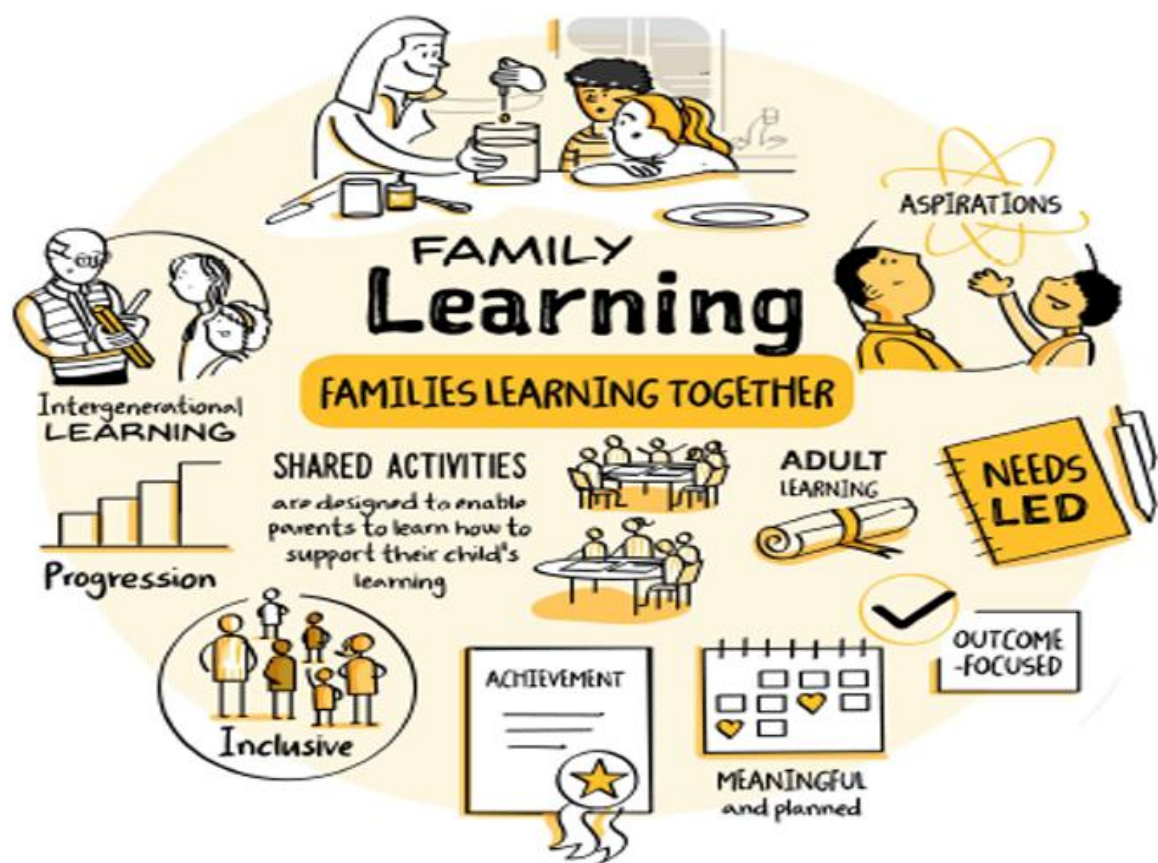 ASPIRATIONS
FAMILY
Learning
FAMILIES LEARNING TOGETHER
Intergenerational
LEARNING
SHARED ACTIVITIES
are designed to enable
parents to learn how to
support their child's
learning
ADULT
LEARNING
NEEDS
LED
Progression
OUTCOME
-FOCUSED
Inclusive
ACHIEVEMENT
MEANINGFUL
and planned